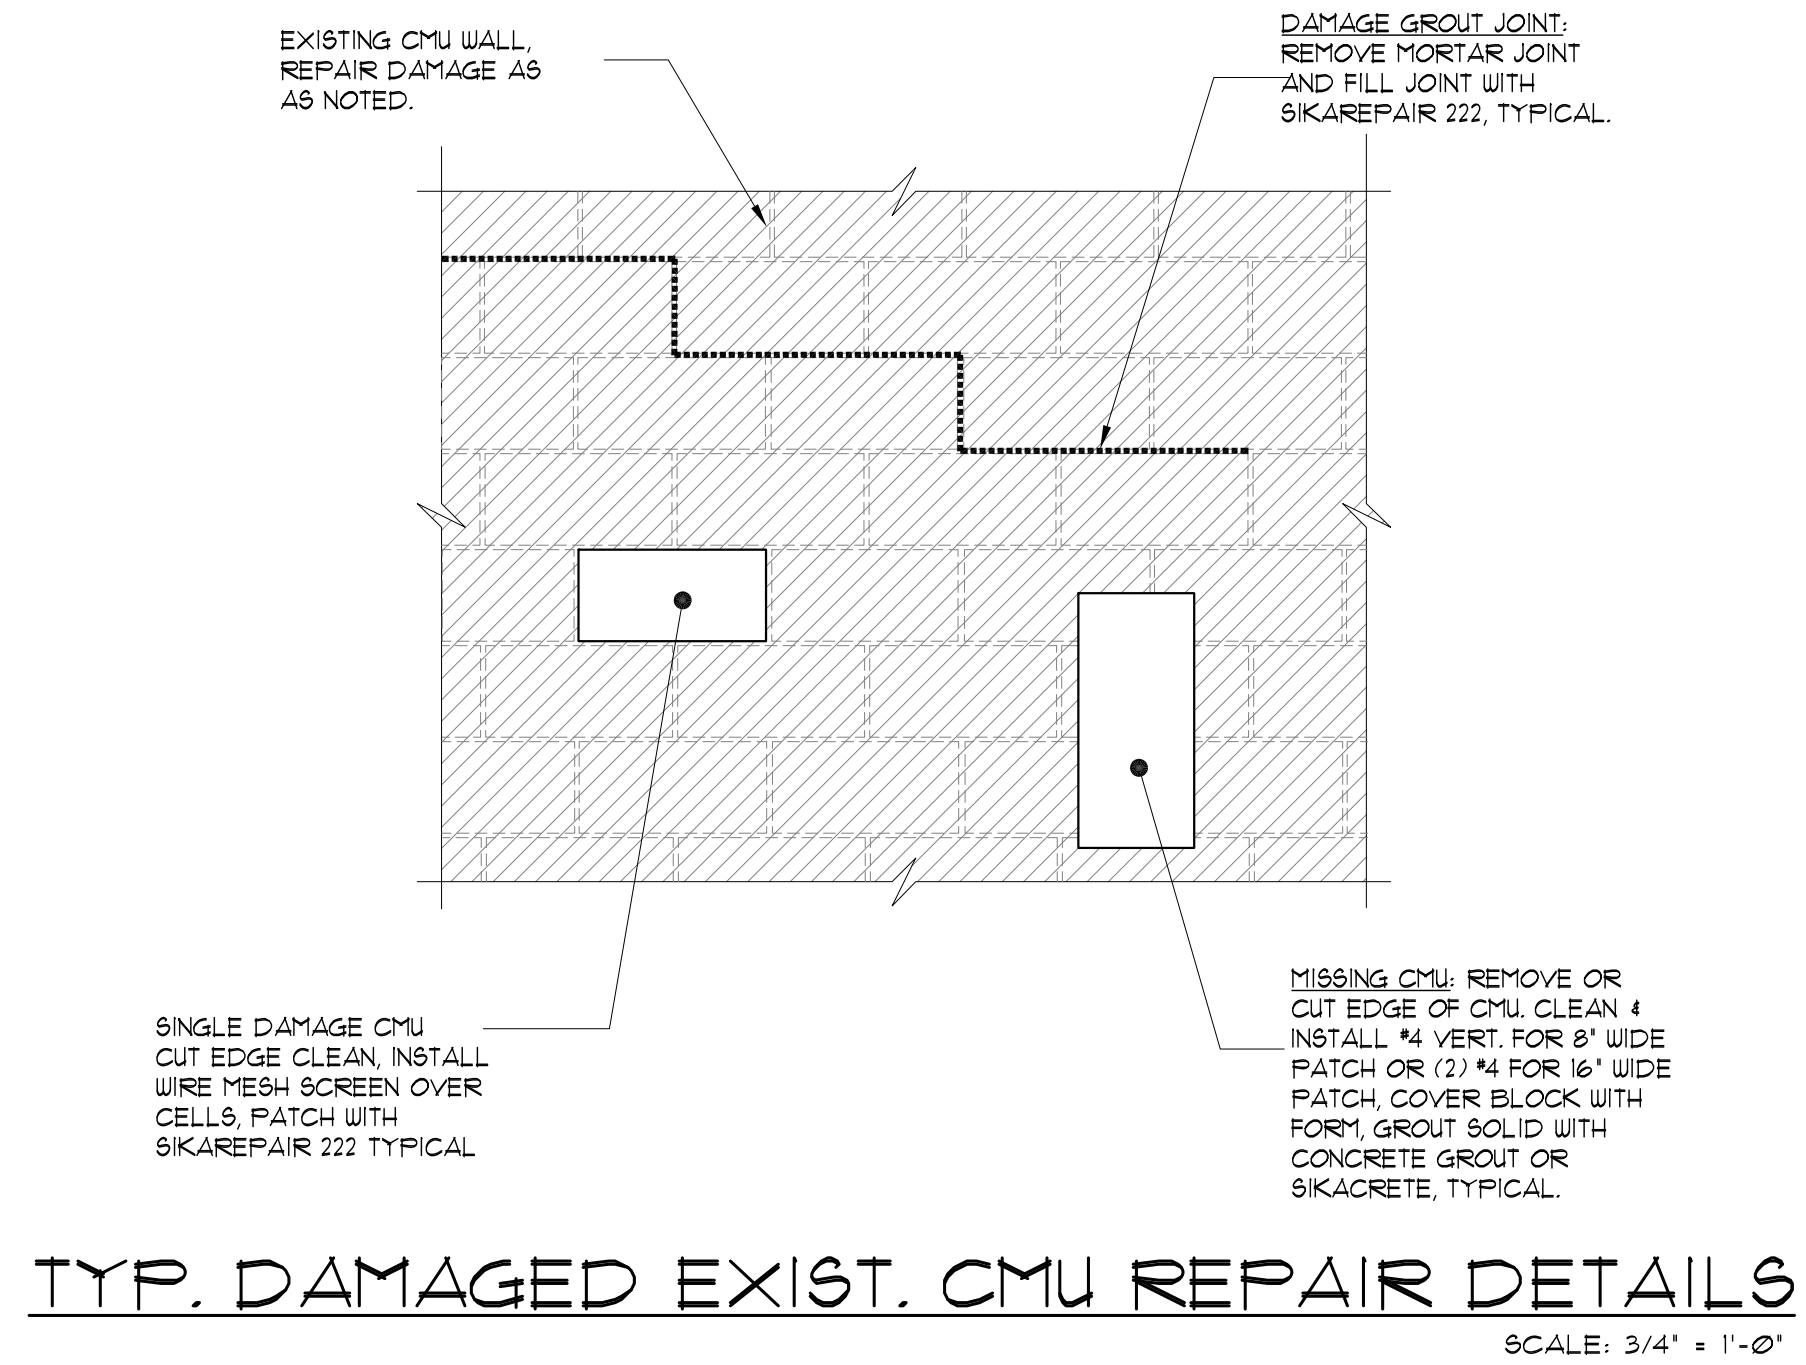 EXISTING CMU WALL,
REPAIR DAMAGE AS
AS NOTED.
DAMAGE GROUT JOINT:
REMOVE MORTAR JOINT
AND FILL JOINT WITH
SIKAREPAIR 222, TYPICAL.
SINGLE DAMAGE CMU
CUT EDGE CLEAN, INSTALL
WIRE MESH SCREEN OVER
CELLS, PATCH WITH
SIKAREPAIR 222 TYPICAL
MISSING CMU: REMOVE OR
CUT EDGE OF CMU. CLEAN &
INSTALL #4 VERT. FOR 8" WIDE
PATCH OR (2) #4 FOR 16" WIDE
PATCH, COVER BLOCK WITH
FORM, GROUT SOLID WITH
CONCRETE GROUT OR
SIKACRETE, TYPICAL.
TYP. DAMAGED EXIST. CMU REPAIR DETAILS
SCALE: 3/4" = 1'-0"